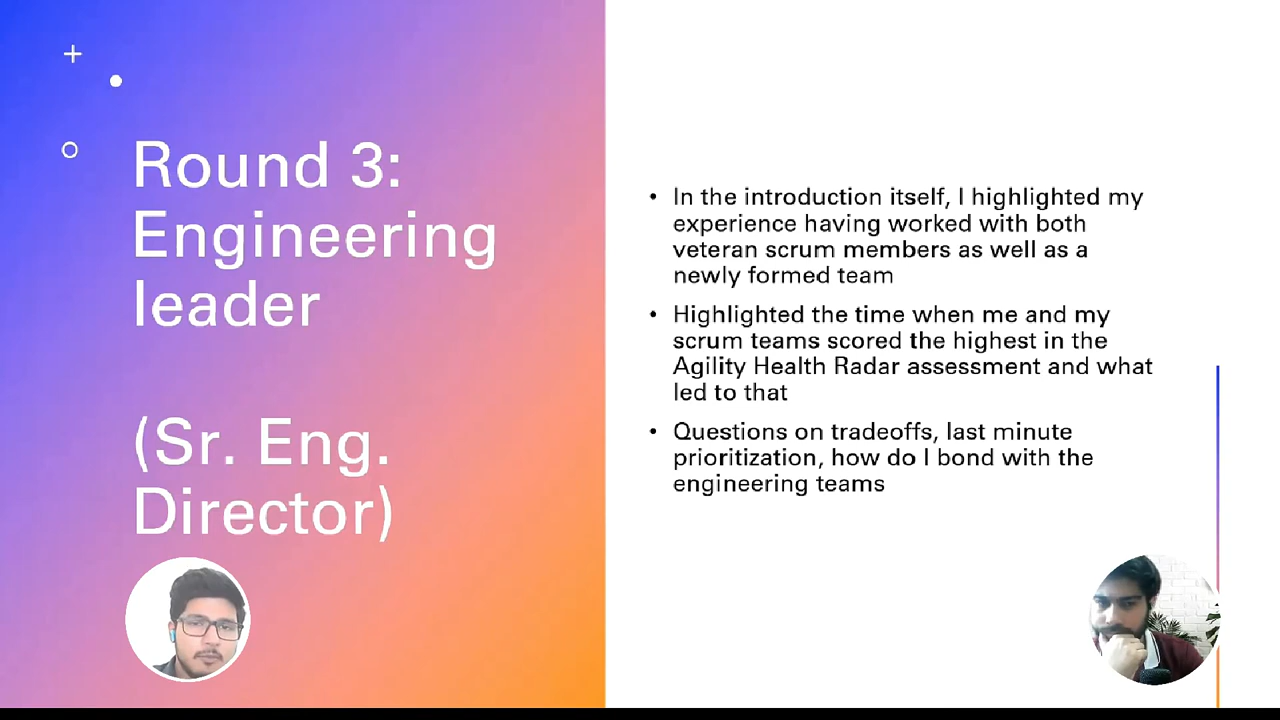 Round 3:
Engineering
leader
(Sr. Eng.
Director)
• In the introduction itself, I highlighted my
experience having worked with both
veteran scrum members as well as a
newly formed team
• Highlighted the time when me and my
scrum teams scored the highest in the
Agility Health Radar assessment and what
led to that
• Questions on tradeoffs, last minute
prioritization, how do I bond with the
engineering teams